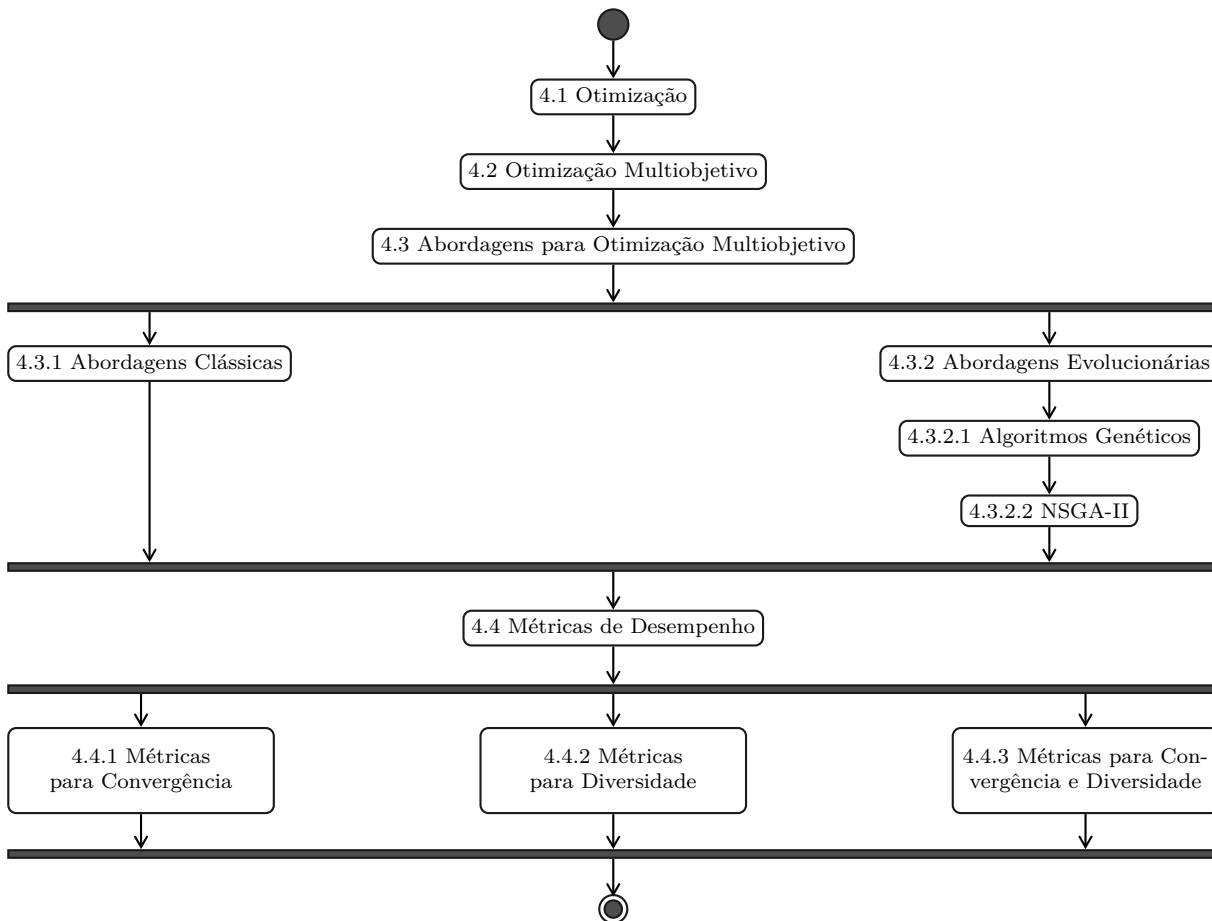 4.1 Otimização
4.2 Otimização Multiobjetivo
4.3 Abordagens para Otimização Multiobjetivo
4.3.1 Abordagens Clássicas
4.3.2 Abordagens Evolucionárias
4.3.2.1 Algoritmos Genéticos
4.3.2.2 NSGA-II
4.4 Métricas de Desempenho
4.4.1 Métricas
para Convergência
4.4.2 Métricas
para Diversidade
4.4.3 Métricas para Con-
vergência e Diversidade